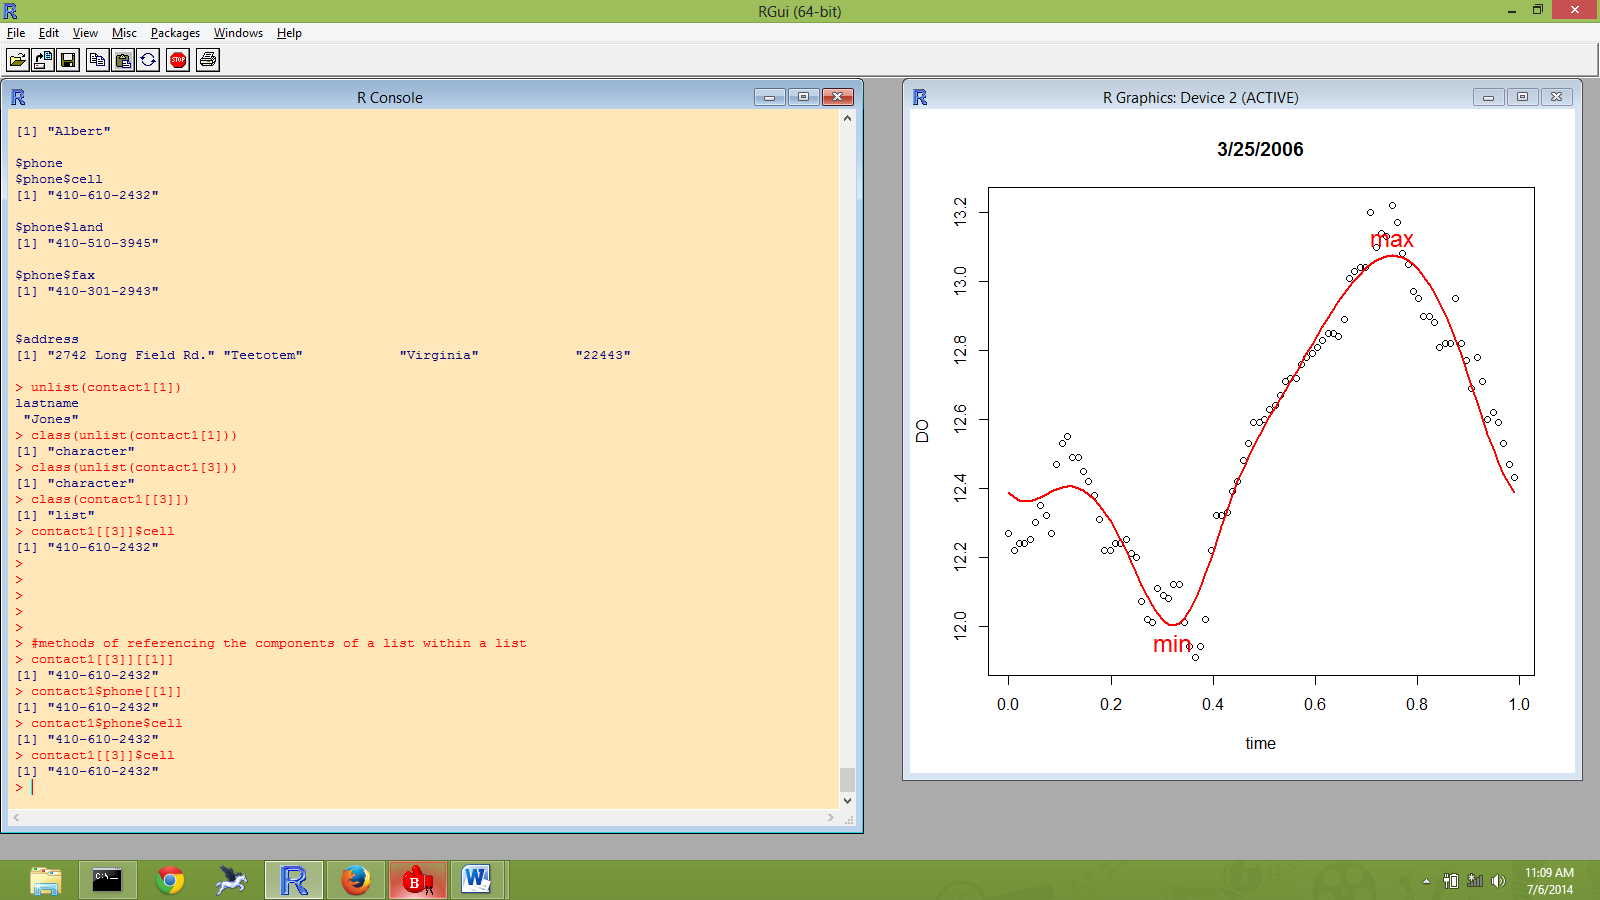 RGui (64-bit)
File Edit View Misc Packages Windows Help
STOP
R Console
[1] "Albert"
$phone
$phone$cell
[1] "410-610-2432"
$phone$land
[1] "410-510-3945"
$phone$fax
[1] "410-301-2943"
$address
[1] "2742 Long Field Rd." "Teetotem" "Virginia" "22443"
> unlist(contact1[1])
lastname
"Jones"
> class(unlist(contact1[1]))
[1] "character"
> class(unlist(contact1[3]))
[1] "character"
> class(contact1[[3]])
[1] "list"
> contact1[[3]]$cell
[1] "410-610-2432"
>
>
>
>
>
> #methods of referencing the components of a list within a list
> contact1[[3]][[1]]
[1] "410-610-2432"
> contact1$phone[[1]]
[1] "410-610-2432"
> contact1$phone$cell
[1] "410-610-2432"
> contact1[[3]]$cell
[1] "410-610-2432"
>
R Graphics: Device 2 (ACTIVE)
3/25/2006
13.2
13.0
12.8
12.6
12.4
12.2
12.0
DO
max
min
0.0 0.2 0.4 0.6 0.8 1.0
time
C:\.
R
B
W
11:09 AM
7/6/2014